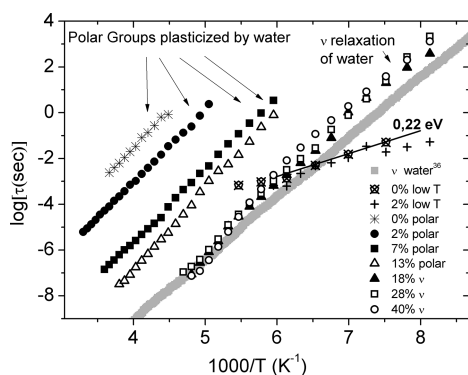 Polar Groups plasticized by water
ν relaxation
of water
0,22 eV
ν water36
0% low T
2% low T
0% polar
2% polar
7% polar
13% polar
18% ν
28% ν
40% ν
log[τ(sec)]
2
0
-2
-4
-6
-8
3
4
5
6
7
8
1000/T (K-1)